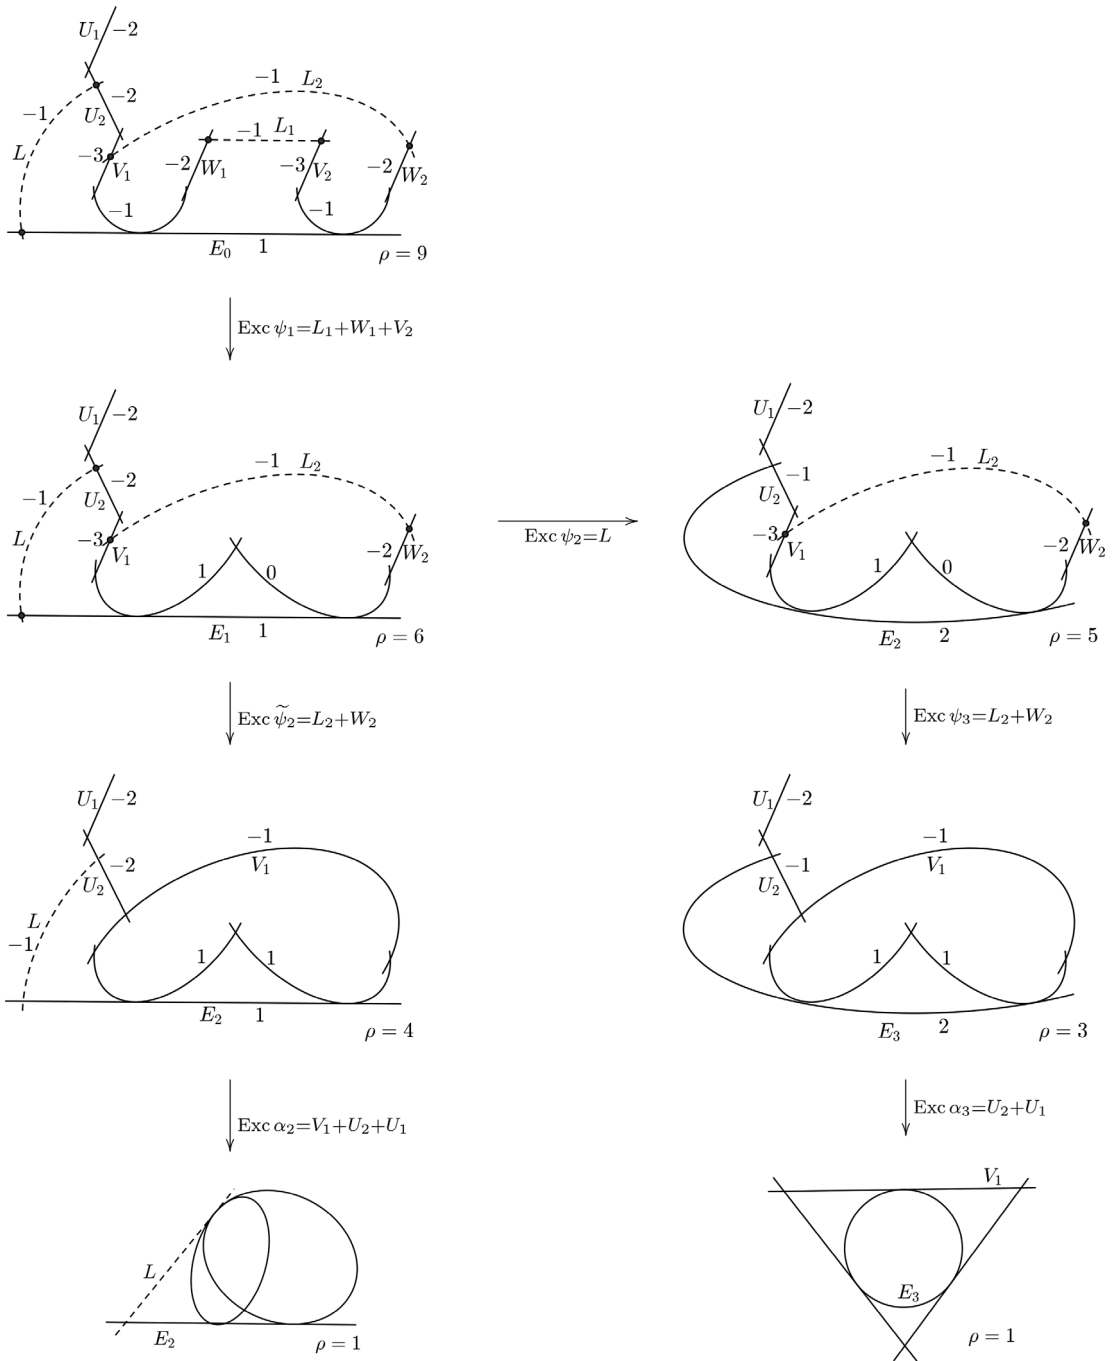 U₁ −2
−1 L₂
−1 −2
U₂ −1 L₁
L −3 V₁ −2 W₁ −3 V₂ −2 W₂
−1 −1
E₀ 1 ρ = 9
Exc ψ₁=L₁+W₁+V₂
U₁ −2
−1 L₂
−1 −2
U₂
L −3 V₁ −2 W₂
1 0
E₁ 1 ρ = 6
Exc ψ₂=L
U₁ −2
−1 L₂
−1
U₂
−3 V₁ −2 W₂
1 0
E₂ 2 ρ = 5
Exc ψ̃₂=L₂+W₂
Exc ψ₃=L₂+W₂
U₁ −2
−1
V₁
−2
U₂
L
−1 1 1
E₂ 1 ρ = 4
U₁ −2
−1
V₁
−1
U₂
1 1
E₃ 2 ρ = 3
Exc α₂=V₁+U₂+U₁
Exc α₃=U₂+U₁
L
E₂ ρ = 1
V₁
E₃
ρ = 1